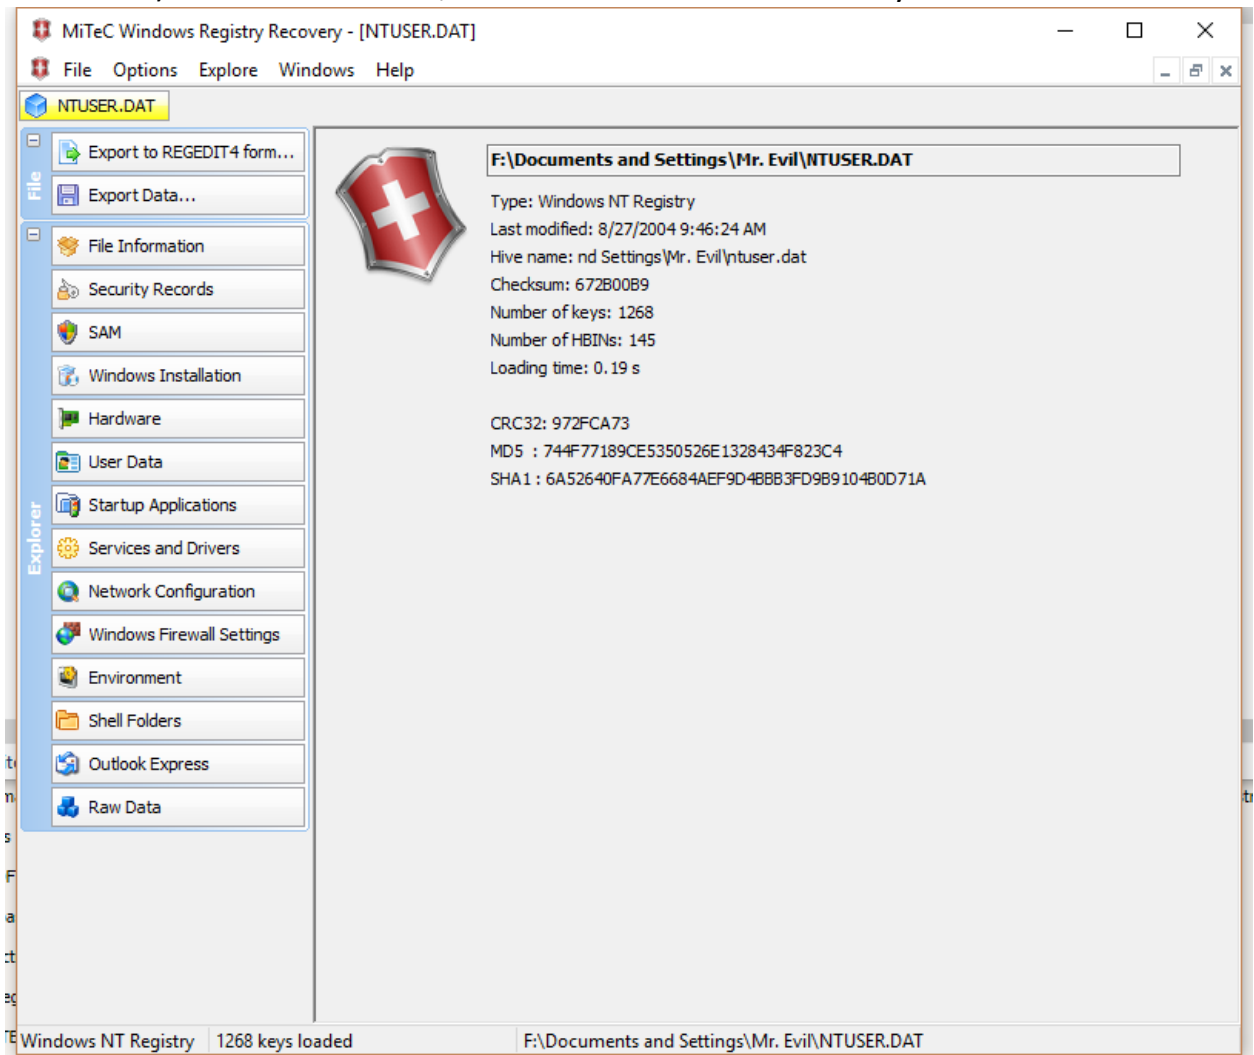 MiTeC Windows Registry Recovery - [NTUSER.DAT]
File Options Explore Windows Help
NTUSER.DAT
File
Export to REGEDIT4 form...
Export Data...
Explorer
File Information
Security Records
SAM
Windows Installation
Hardware
User Data
Startup Applications
Services and Drivers
Network Configuration
Windows Firewall Settings
Environment
Shell Folders
Outlook Express
Raw Data
F:\Documents and Settings\Mr. Evil\NTUSER.DAT
Type: Windows NT Registry
Last modified: 8/27/2004 9:46:24 AM
Hive name: nd Settings\Mr. Evil\ntuser.dat
Checksum: 672B00B9
Number of keys: 1268
Number of HBINs: 145
Loading time: 0.19 s
CRC32: 972FCA73
MD5 : 744F77189CE5350526E1328434F823C4
SHA1 : 6A52640FA77E6684AEF9D4BBB3FD9B9104B0D71A
Windows NT Registry 1268 keys loaded F:\Documents and Settings\Mr. Evil\NTUSER.DAT